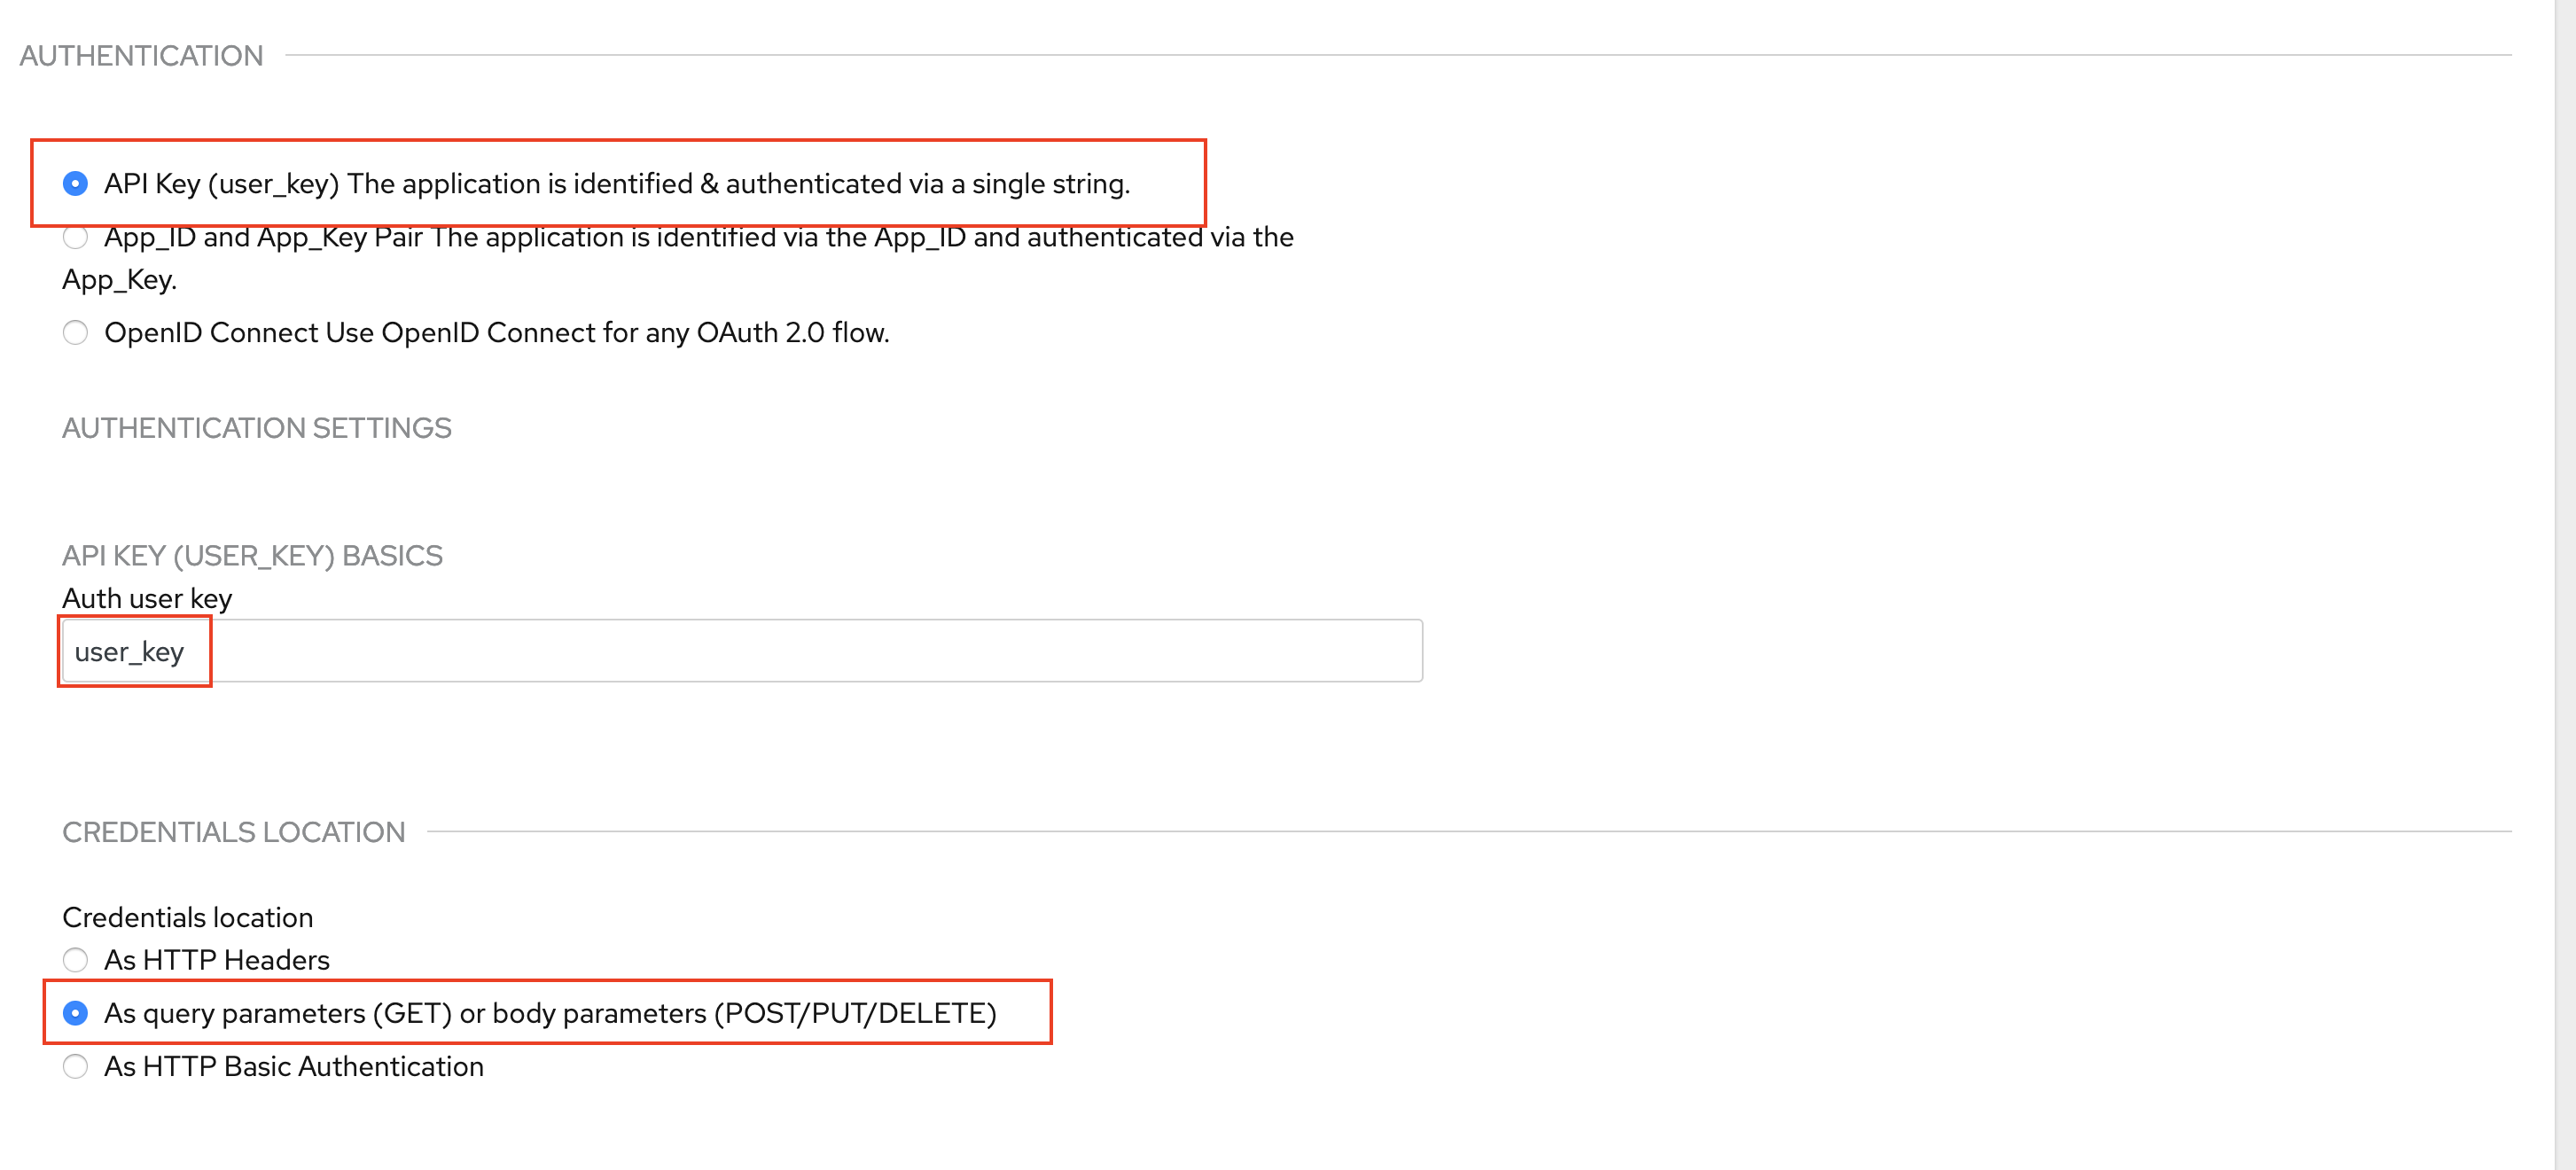 AUTHENTICATION
API Key (user_key) The application is identified & authenticated via a single string.
App_ID and App_Key Pair The application is identified via the App_ID and authenticated via the
App_Key.
OpenID Connect Use OpenID Connect for any OAuth 2.0 flow.
AUTHENTICATION SETTINGS
API KEY (USER_KEY) BASICS
Auth user key
user_key
CREDENTIALS LOCATION
Credentials location
As HTTP Headers
As query parameters (GET) or body parameters (POST/PUT/DELETE)
As HTTP Basic Authentication